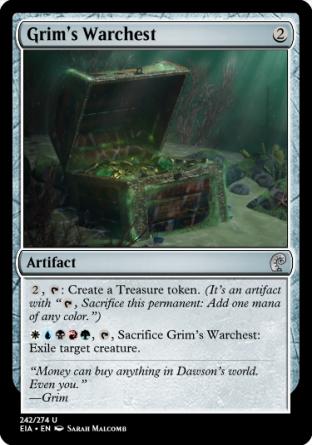 Grim's Warchest 2
Artifact
2, : Create a Treasure token. (It's an artifact
with “ , Sacrifice this permanent: Add one mana
of any color.”)
, , Sacrifice Grim's Warchest:
Exile target creature.
“Money can buy anything in Dawson's world.
Even you.”
—Grim
242/274 U
EIA • EN Sarah Malcomb